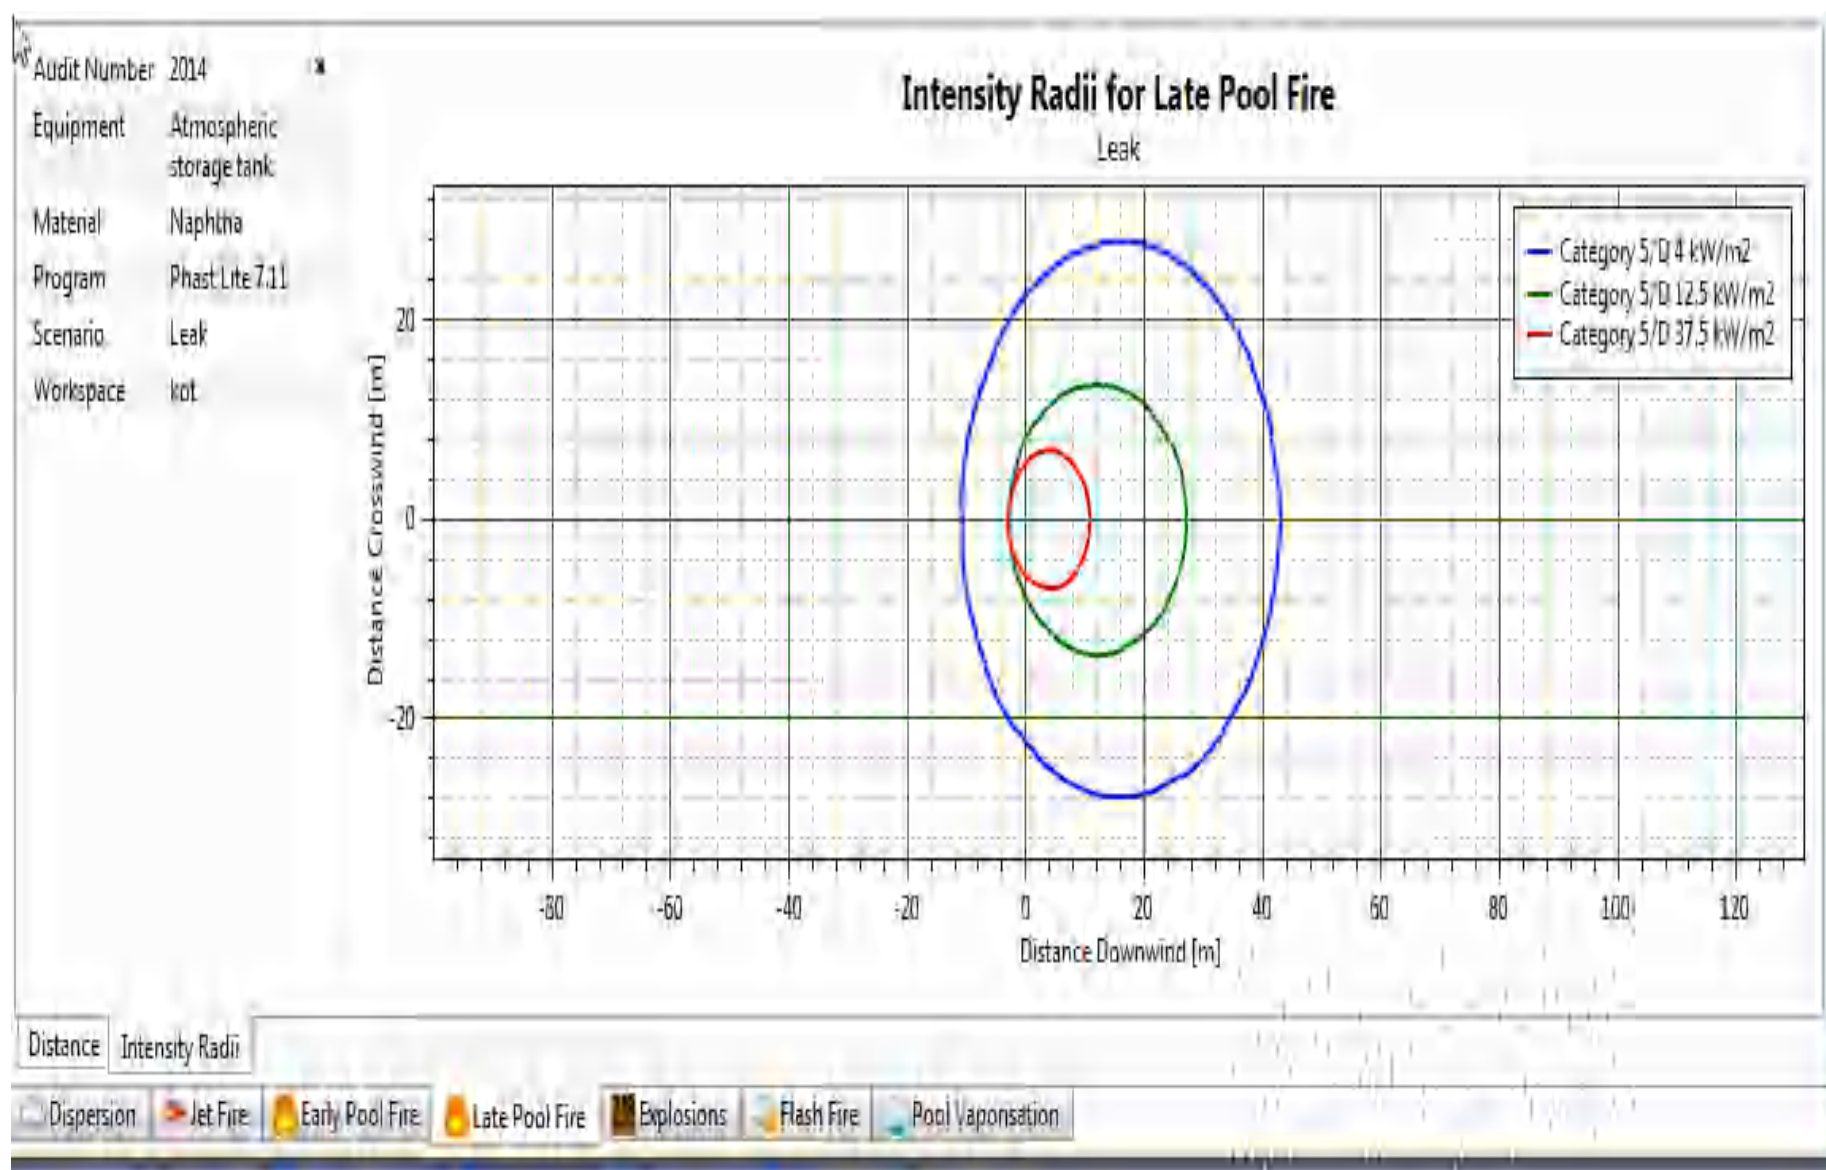 Audit Number 2014
Equipment Atmospheric
storage tank
Material Naphtha
Program Phast Lite 7.11
Scenario Leak
Workspace kot
Intensity Radii for Late Pool Fire
Leak
Category 5/D 4 kW/m2
Category 5/D 12.5 kW/m2
Category 5/D 37.5 kW/m2
Distance Crosswind [m]
20
0
-20
-80 -60 -40 -20 0 20 40 60 80 100 120
Distance Downwind [m]
Distance Intensity Radii
Dispersion Jet Fire Early Pool Fire Late Pool Fire Explosions Flash Fire Pool Vaporisation